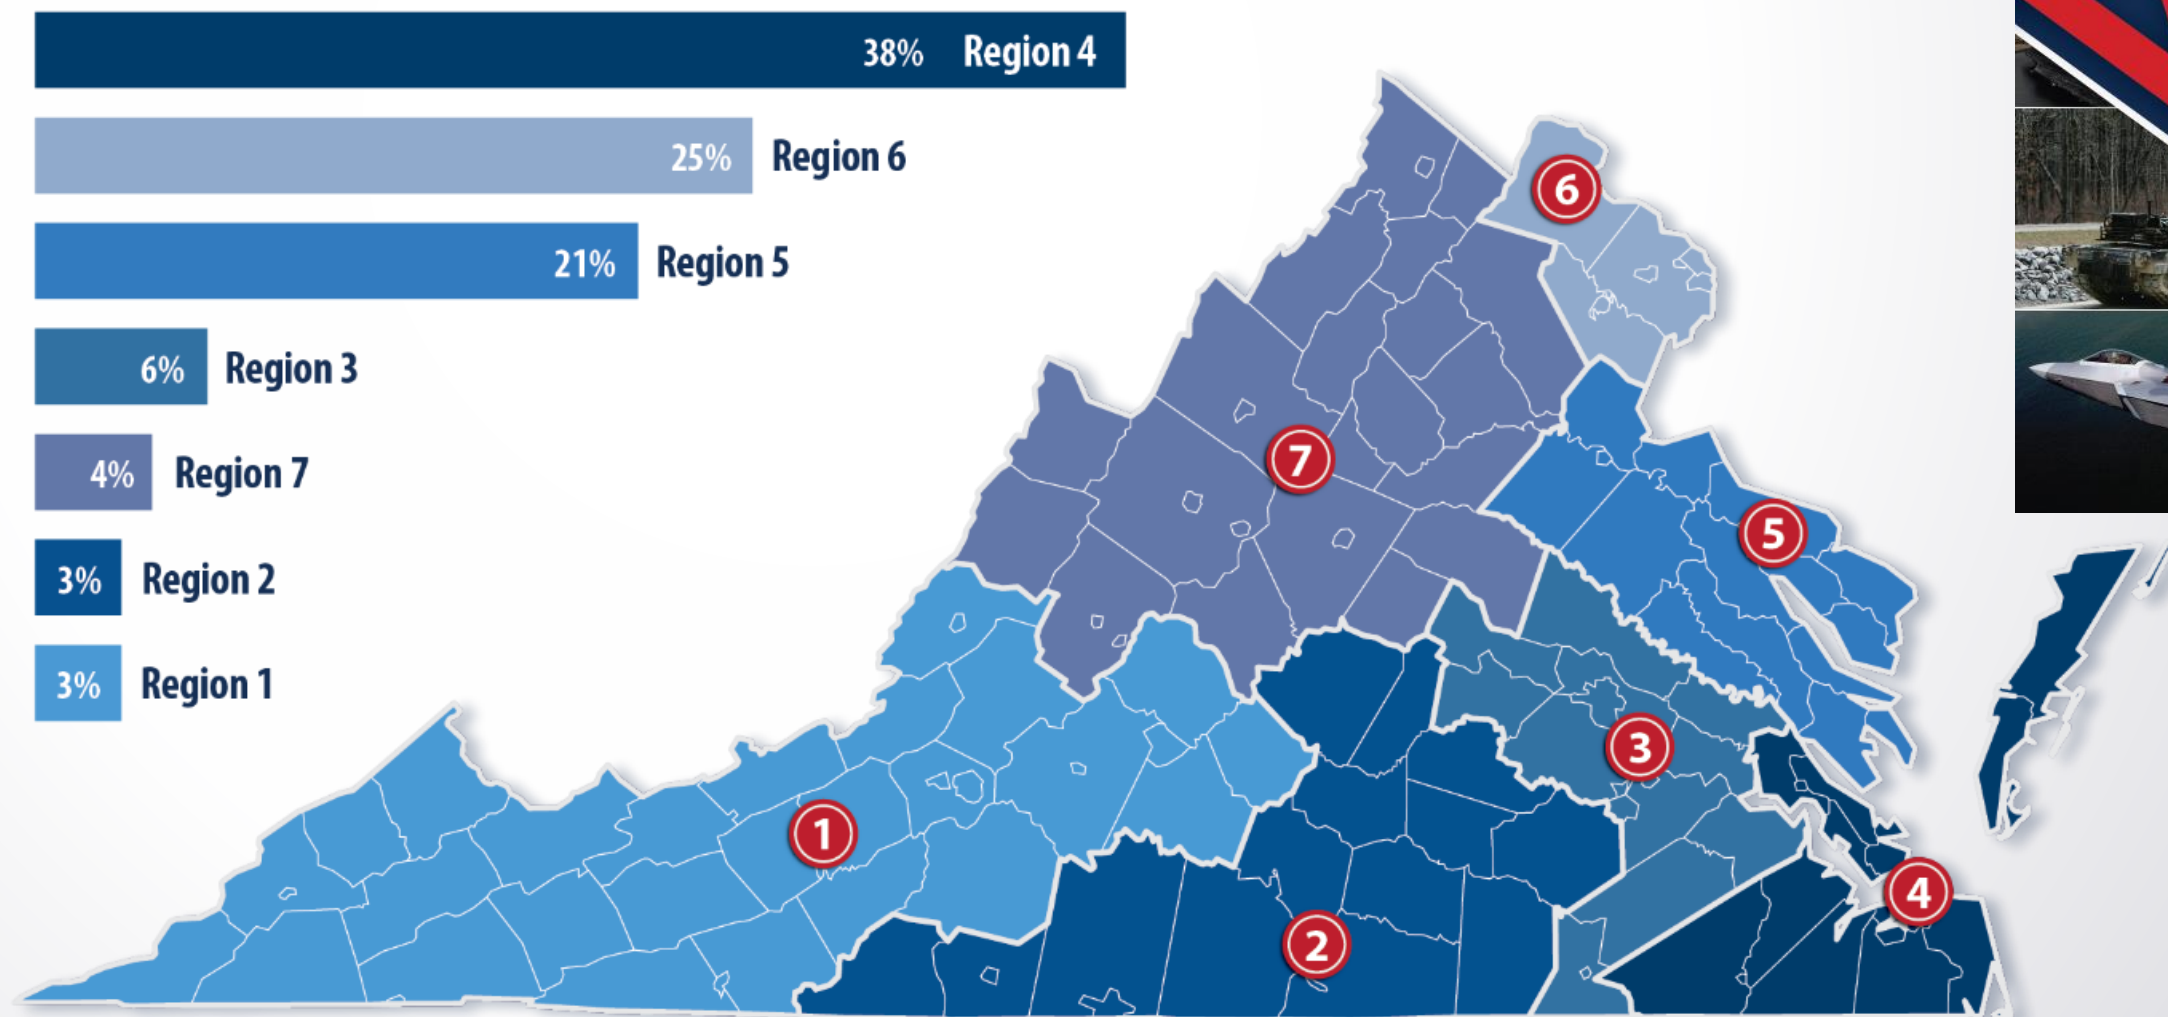 38% Region 4
25% Region 6
21% Region 5
6% Region 3
4% Region 7
3% Region 2
3% Region 1
6
7
5
3
1
4
2